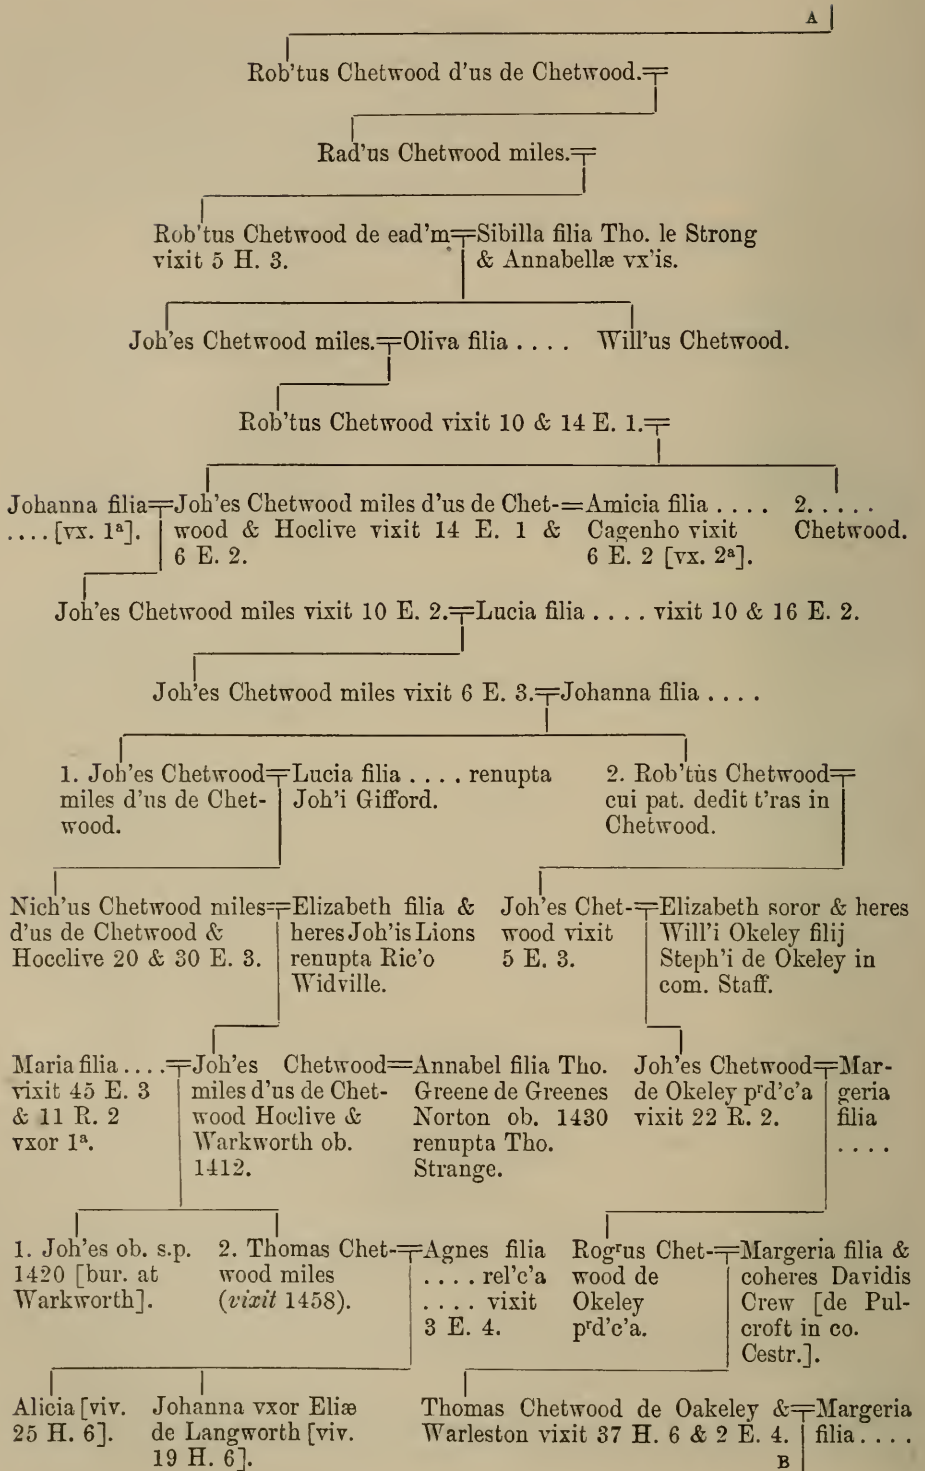 A
Rob'tus Chetwood d'us de Chetwood.
Rad'us Chetwood miles.
Rob'tus Chetwood de ead'm
vixit 5 H. 3.
Sibilla filia Tho. le Strong
& Annabellæ vx'is.
Joh'es Chetwood miles.
Oliva filia . . . .
Will'us Chetwood.
Rob'tus Chetwood vixit 10 & 14 E. 1.
Johanna filia
. . . . [vx. 1ª].
Joh'es Chetwood miles d'us de Chet-
wood & Hoclive vixit 14 E. 1 &
6 E. 2.
Amicia filia . . . .
Cagenho vixit
6 E. 2 [vx. 2ª].
2. . . . .
Chetwood.
Joh'es Chetwood miles vixit 10 E. 2.
Lucia filia . . . . vixit 10 & 16 E. 2.
Joh'es Chetwood miles vixit 6 E. 3.
Johanna filia . . . .
1. Joh'es Chetwood
miles d'us de Chet-
wood.
Lucia filia . . . . renupta
Joh'i Gifford.
2. Rob'tùs Chetwood
cui pat. dedit t'ras in
Chetwood.
Nich'us Chetwood miles
d'us de Chetwood &
Hocclive 20 & 30 E. 3.
Elizabeth filia &
heres Joh'is Lions
renupta Ric'o
Widville.
Joh'es Chet-
wood vixit
5 E. 3.
Elizabeth soror & heres
Will'i Okeley filij
Steph'i de Okeley in
com. Staff.
Maria filia . . . .
vixit 45 E. 3
& 11 R. 2
vxor 1ª.
Joh'es Chetwood
miles d'us de Chet-
wood Hoclive &
Warkworth ob.
1412.
Annabel filia Tho.
Greene de Greenes
Norton ob. 1430
renupta Tho.
Strange.
Joh'es Chetwood
de Okeley pʳd'c'a
vixit 22 R. 2.
Mar-
geria
filia
. . . .
1. Joh'es ob. s.p.
1420 [bur. at
Warkworth].
2. Thomas Chet-
wood miles
(vixit 1458).
Agnes filia
. . . . rel'c'a
. . . . vixit
3 E. 4.
Rogʳus Chet-
wood de
Okeley
pʳd'c'a.
Margeria filia &
coheres Davidis
Crew [de Pul-
croft in co.
Cestr.].
Alicia [viv.
25 H. 6].
Johanna vxor Eliæ
de Langworth [viv.
19 H. 6].
Thomas Chetwood de Oakeley &
Warleston vixit 37 H. 6 & 2 E. 4.
Margeria
filia . . . .
B